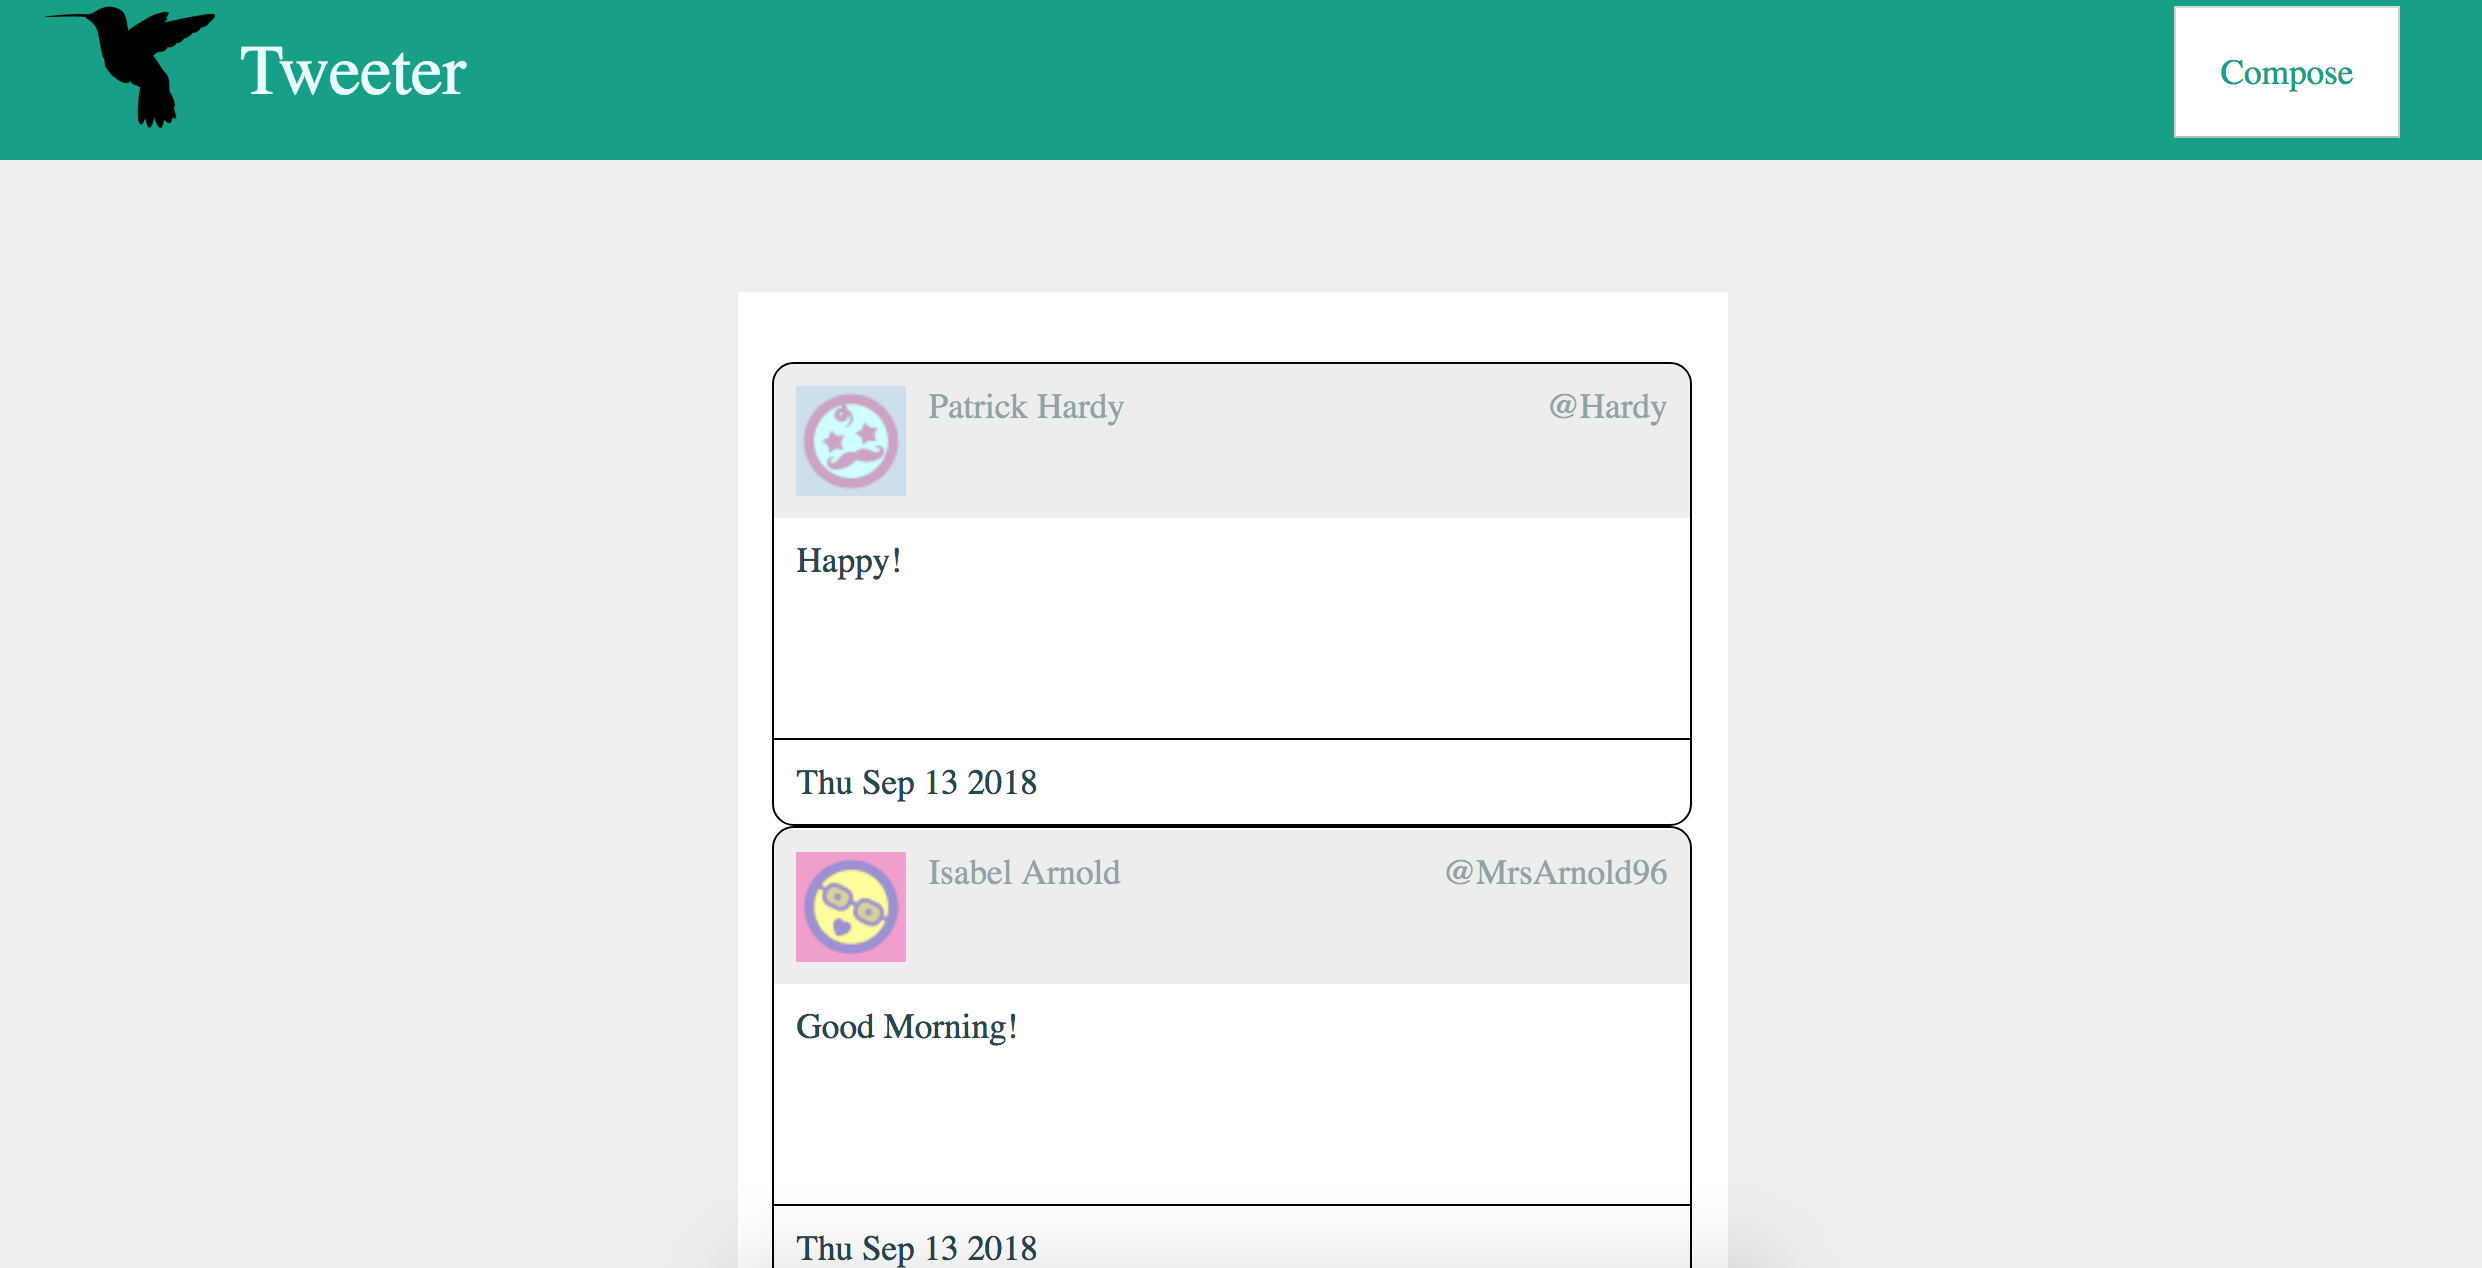 Tweeter
Compose
Patrick Hardy @Hardy
Happy!
Thu Sep 13 2018
Isabel Arnold @MrsArnold96
Good Morning!
Thu Sep 13 2018